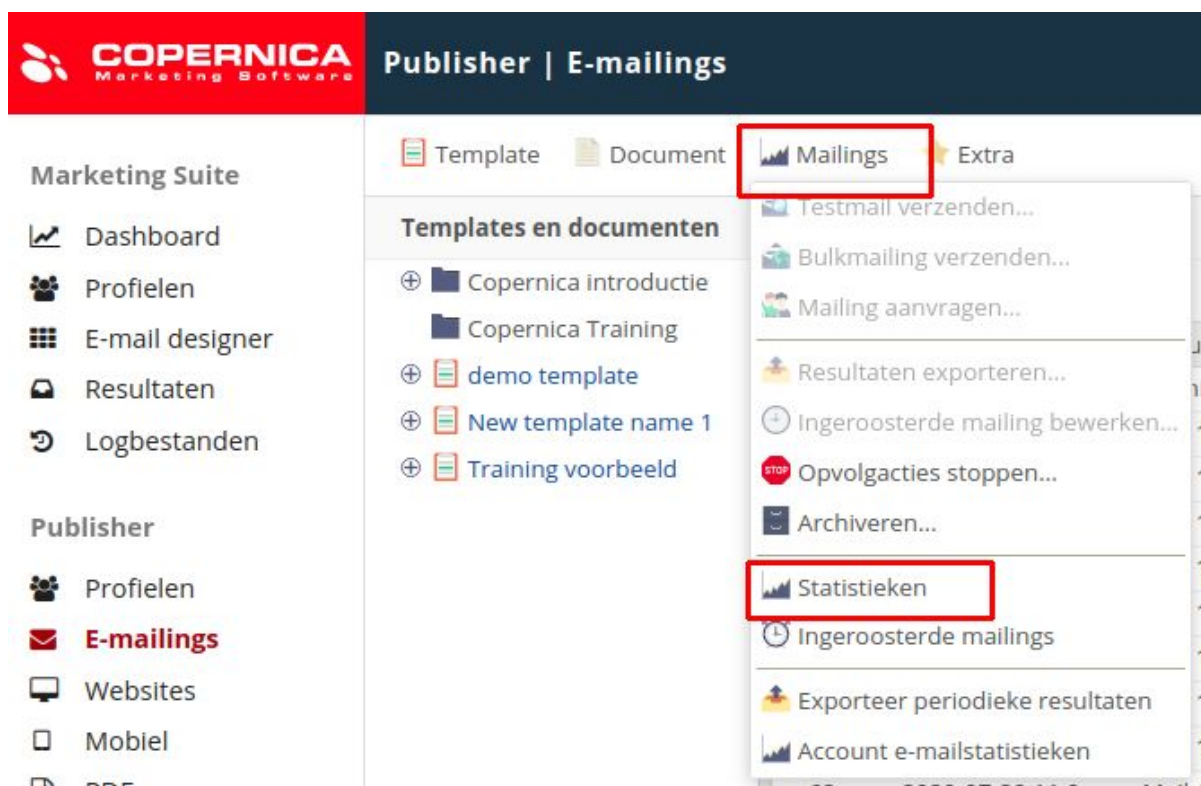 COPERNICA
Marketing Software
Publisher | E-mailings
Marketing Suite
Dashboard
Profielen
E-mail designer
Resultaten
Logbestanden
Publisher
Profielen
E-mailings
Websites
Mobiel
Template Document Mailings Extra
Templates en documenten
Copernica introductie
Copernica Training
demo template
New template name 1
Training voorbeeld
Testmail verzenden...
Bulkmailing verzenden...
Mailing aanvragen...
Resultaten exporteren...
Ingeroosterde mailing bewerken...
STOP Opvolgacties stoppen...
Archiveren...
Statistieken
Ingeroosterde mailings
Exporteer periodieke resultaten
Account e-mailstatistieken